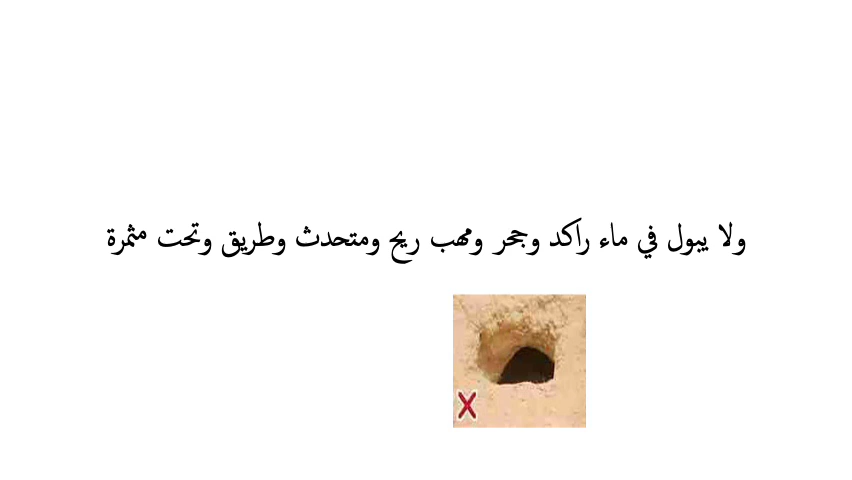 ولا يبول في ماء راكد وجحر ومهب ريح ومتحدث وطريق وتحت مثمرة